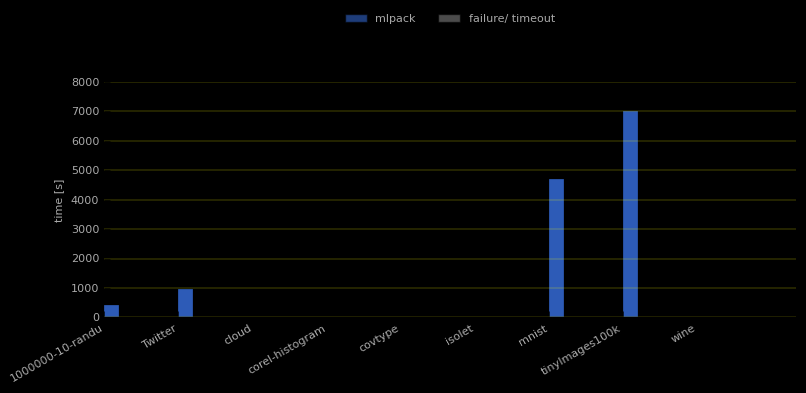 mlpack
failure/ timeout
8000
7000
6000
5000
4000
3000
2000
1000
0
time [s]
1000000-10-randu
Twitter
cloud
corel-histogram
covtype
isolet
mnist
tinyImages100k
wine